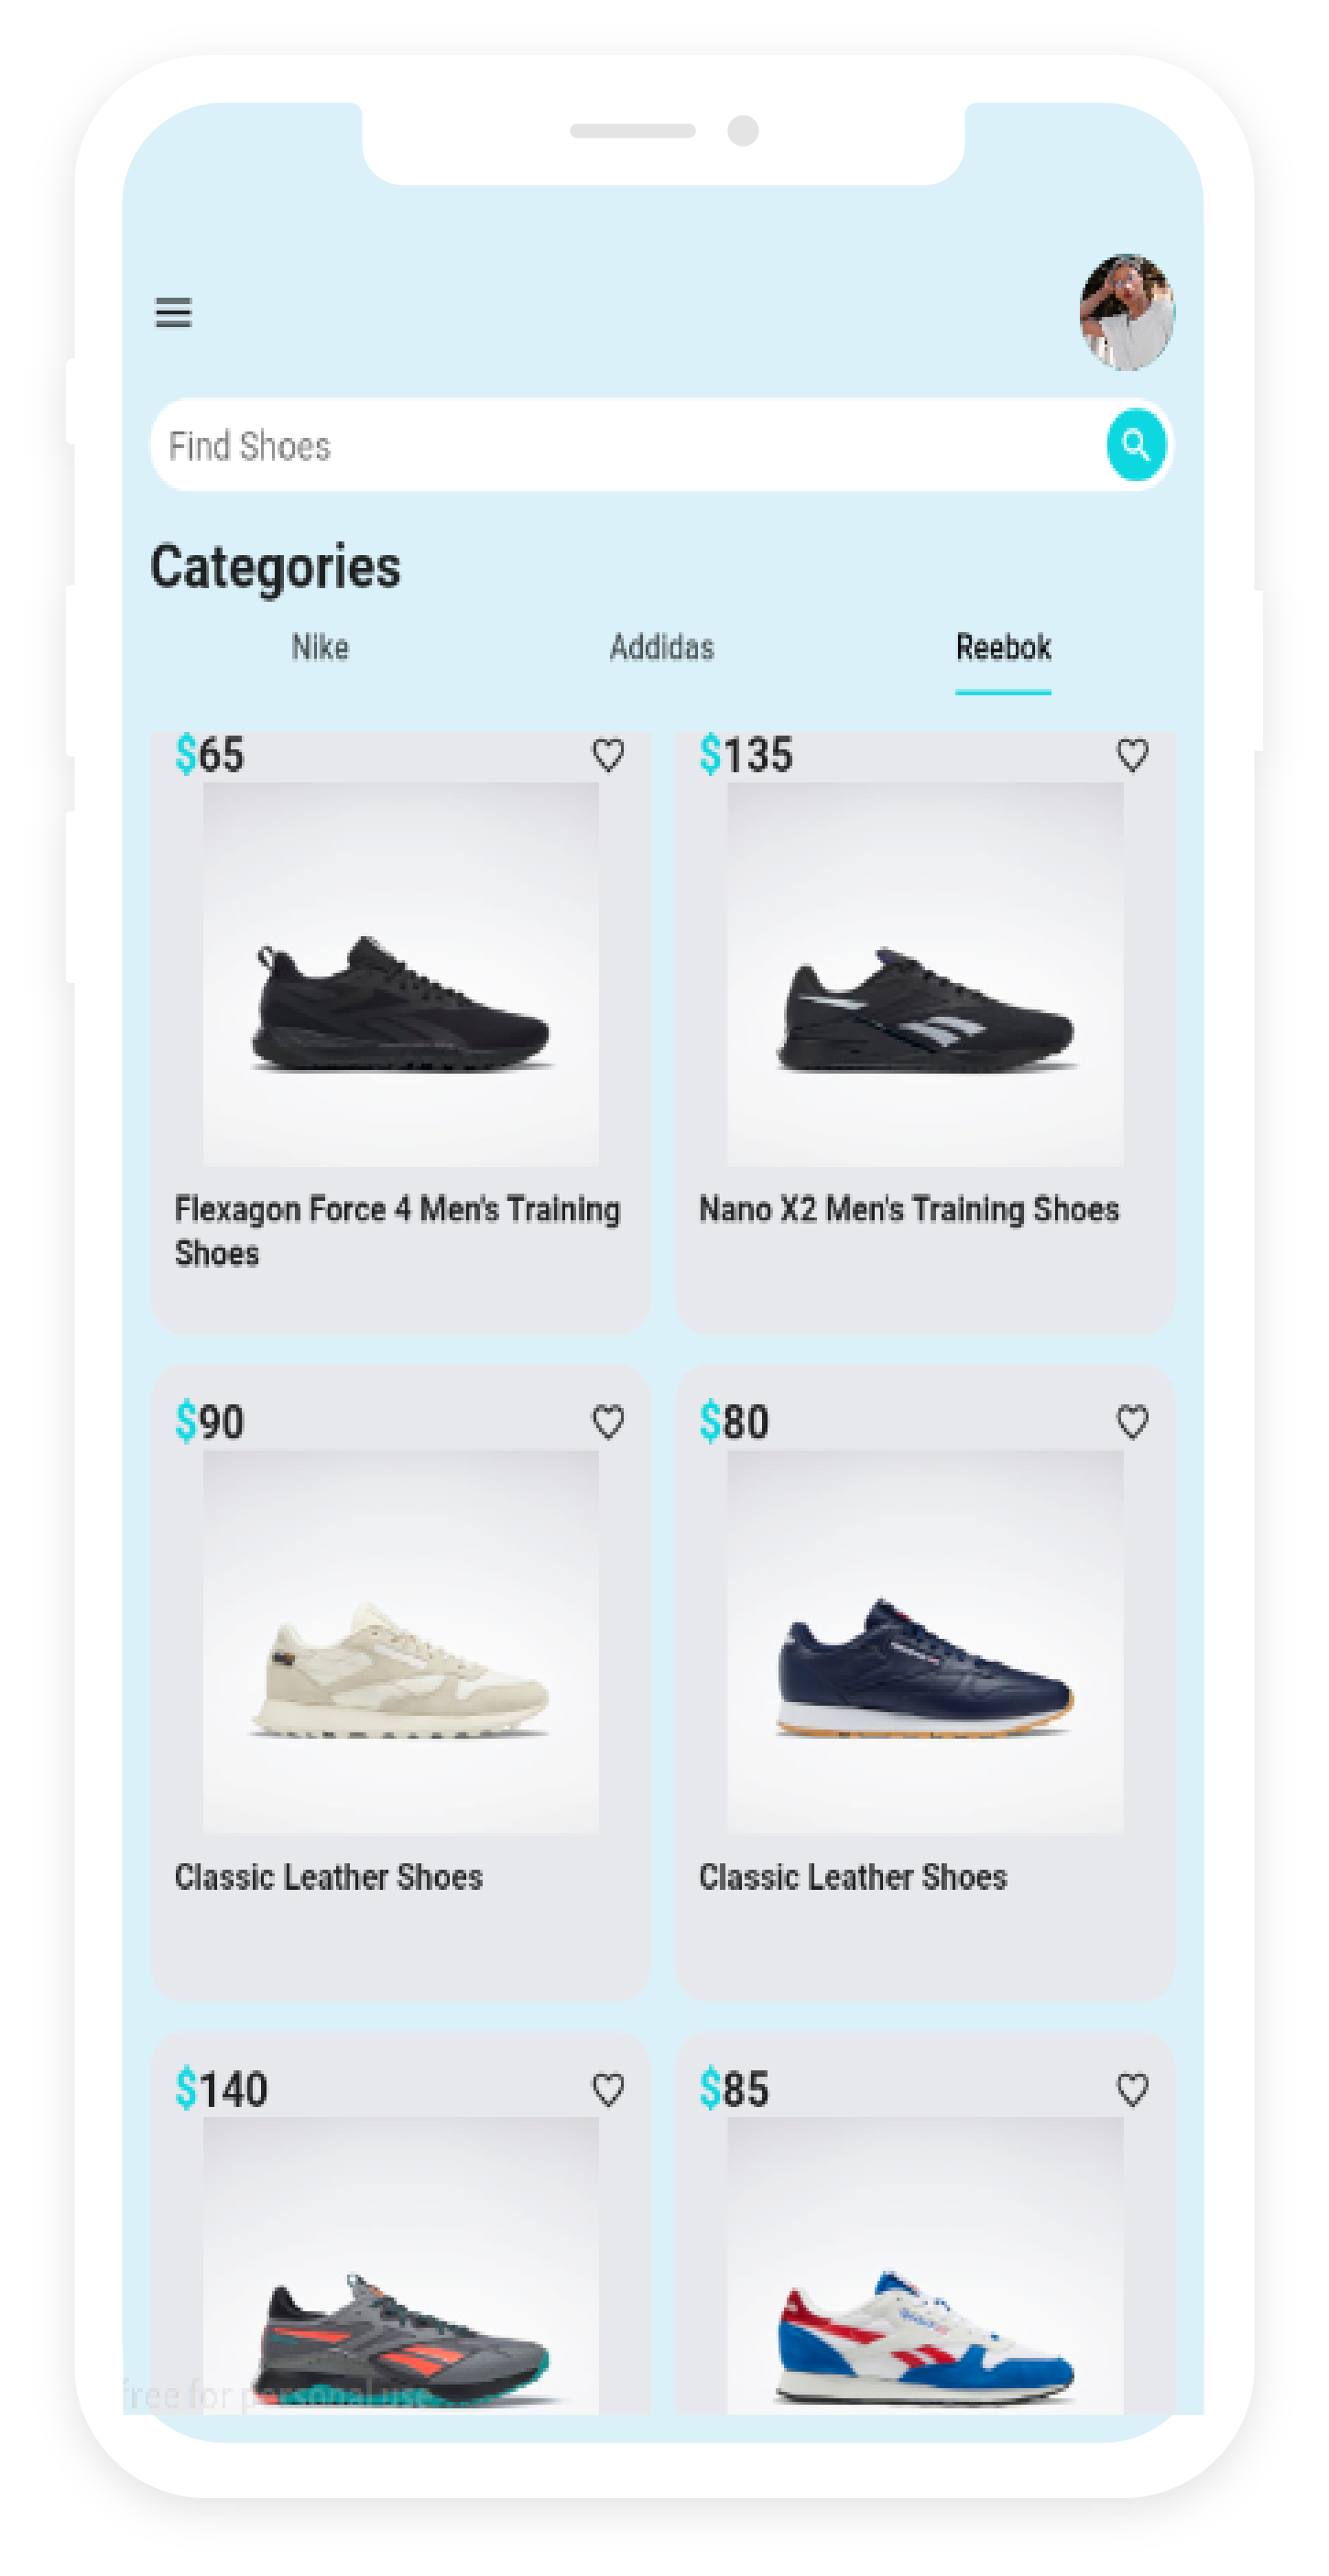 Find Shoes
Categories
Nike
Addidas
Reebok
$65
$135
Flexagon Force 4 Men's Training
Shoes
Nano X2 Men's Training Shoes
$90
$80
Classic Leather Shoes
Classic Leather Shoes
$140
$85
free for personal use